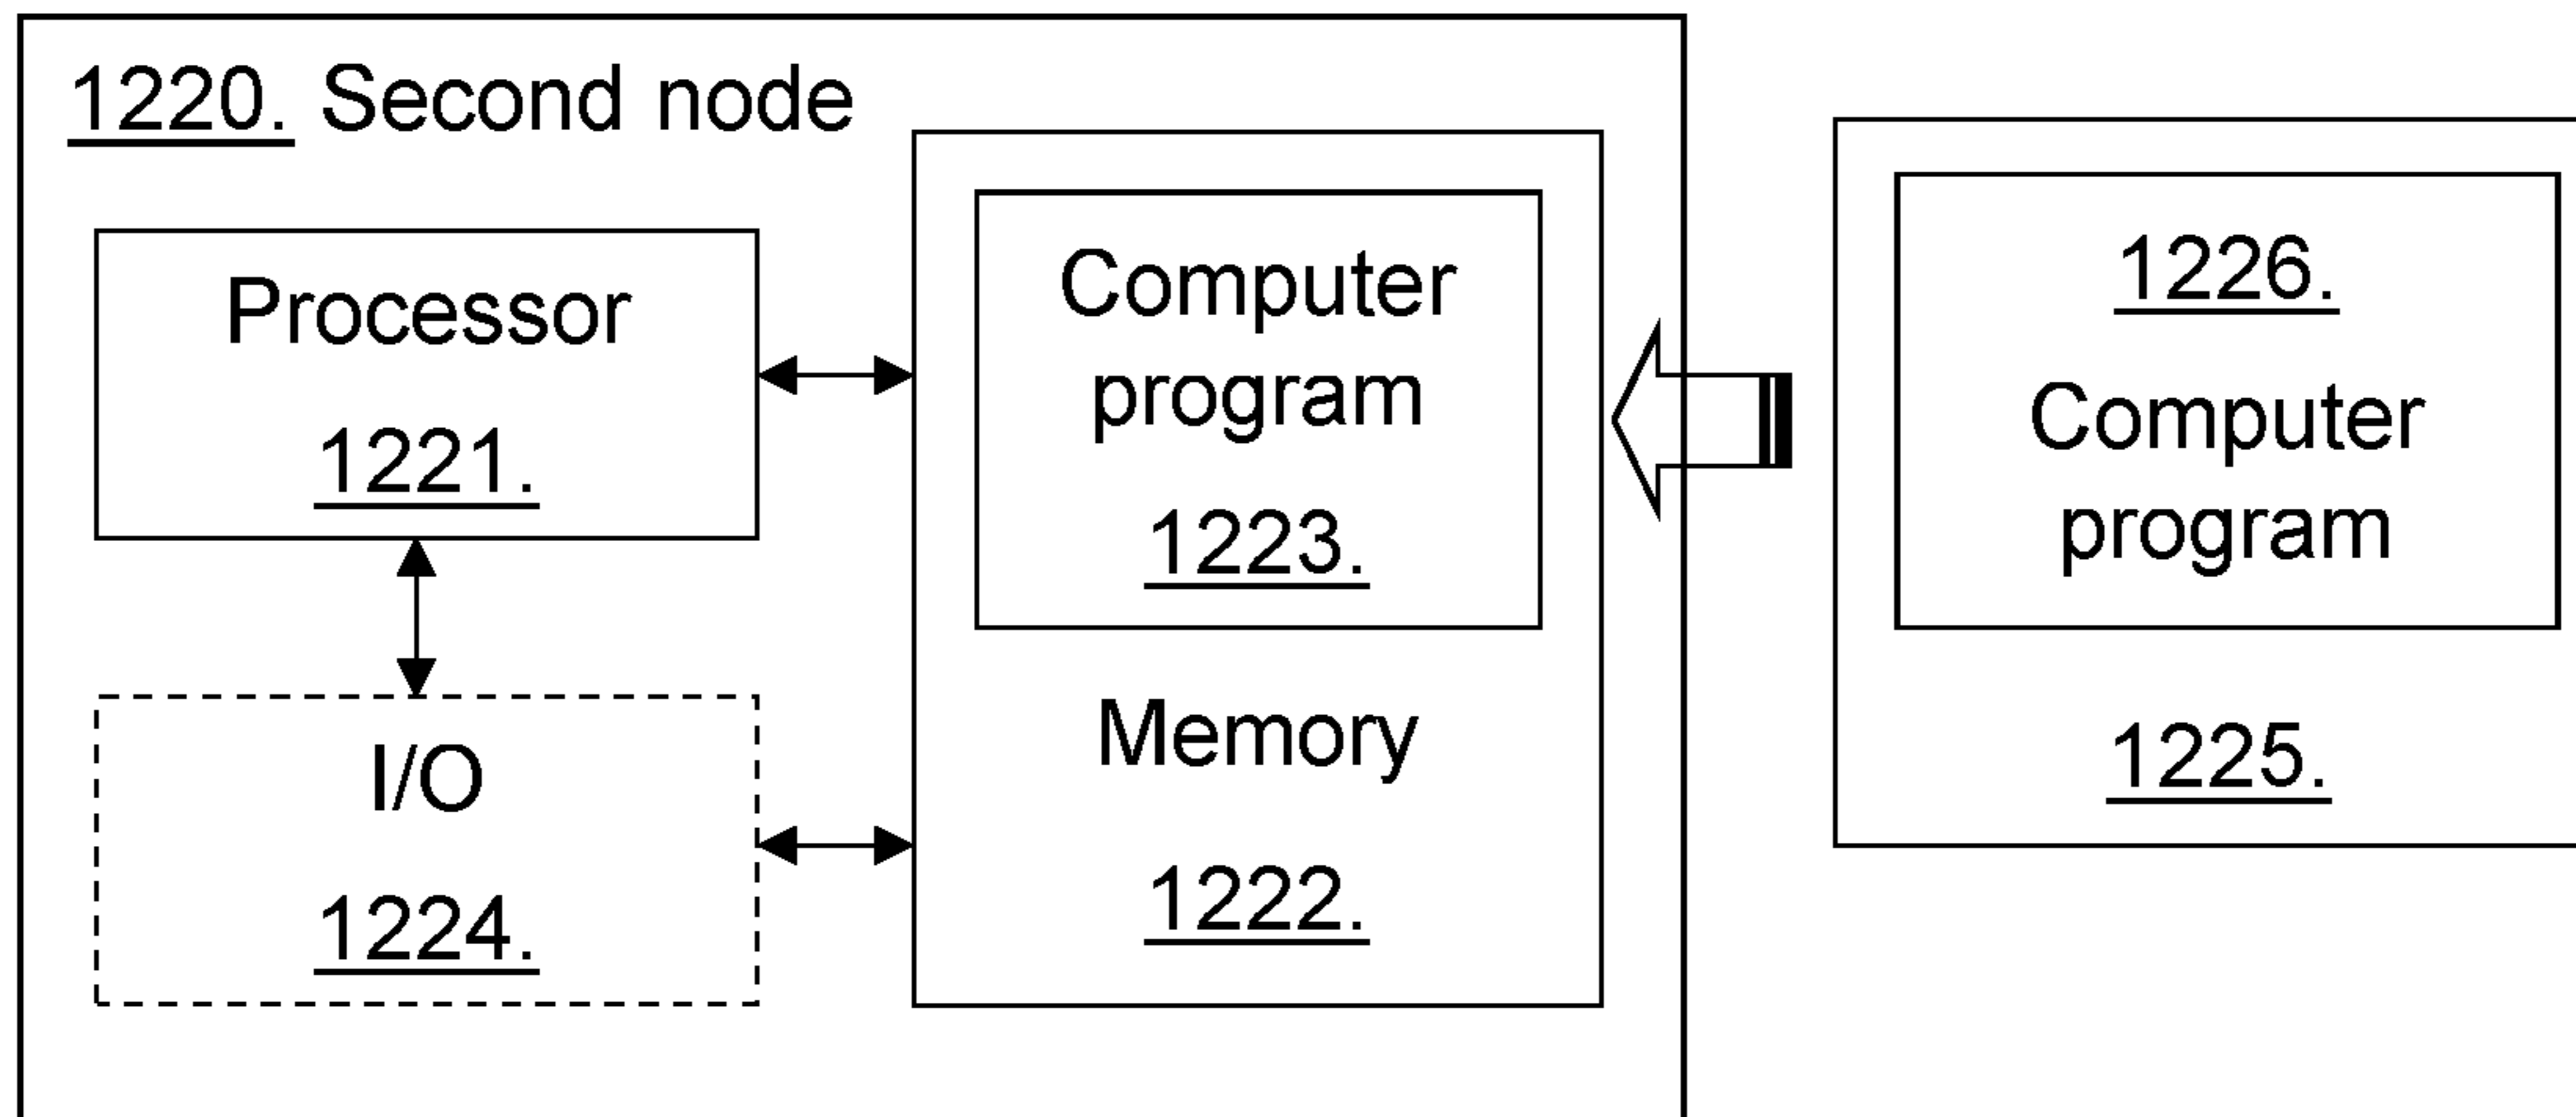 1220. Second node
Processor
1221.
Computer
program
1223.
Memory
1222.
I/O
1224.
1226.
Computer
program
1225.